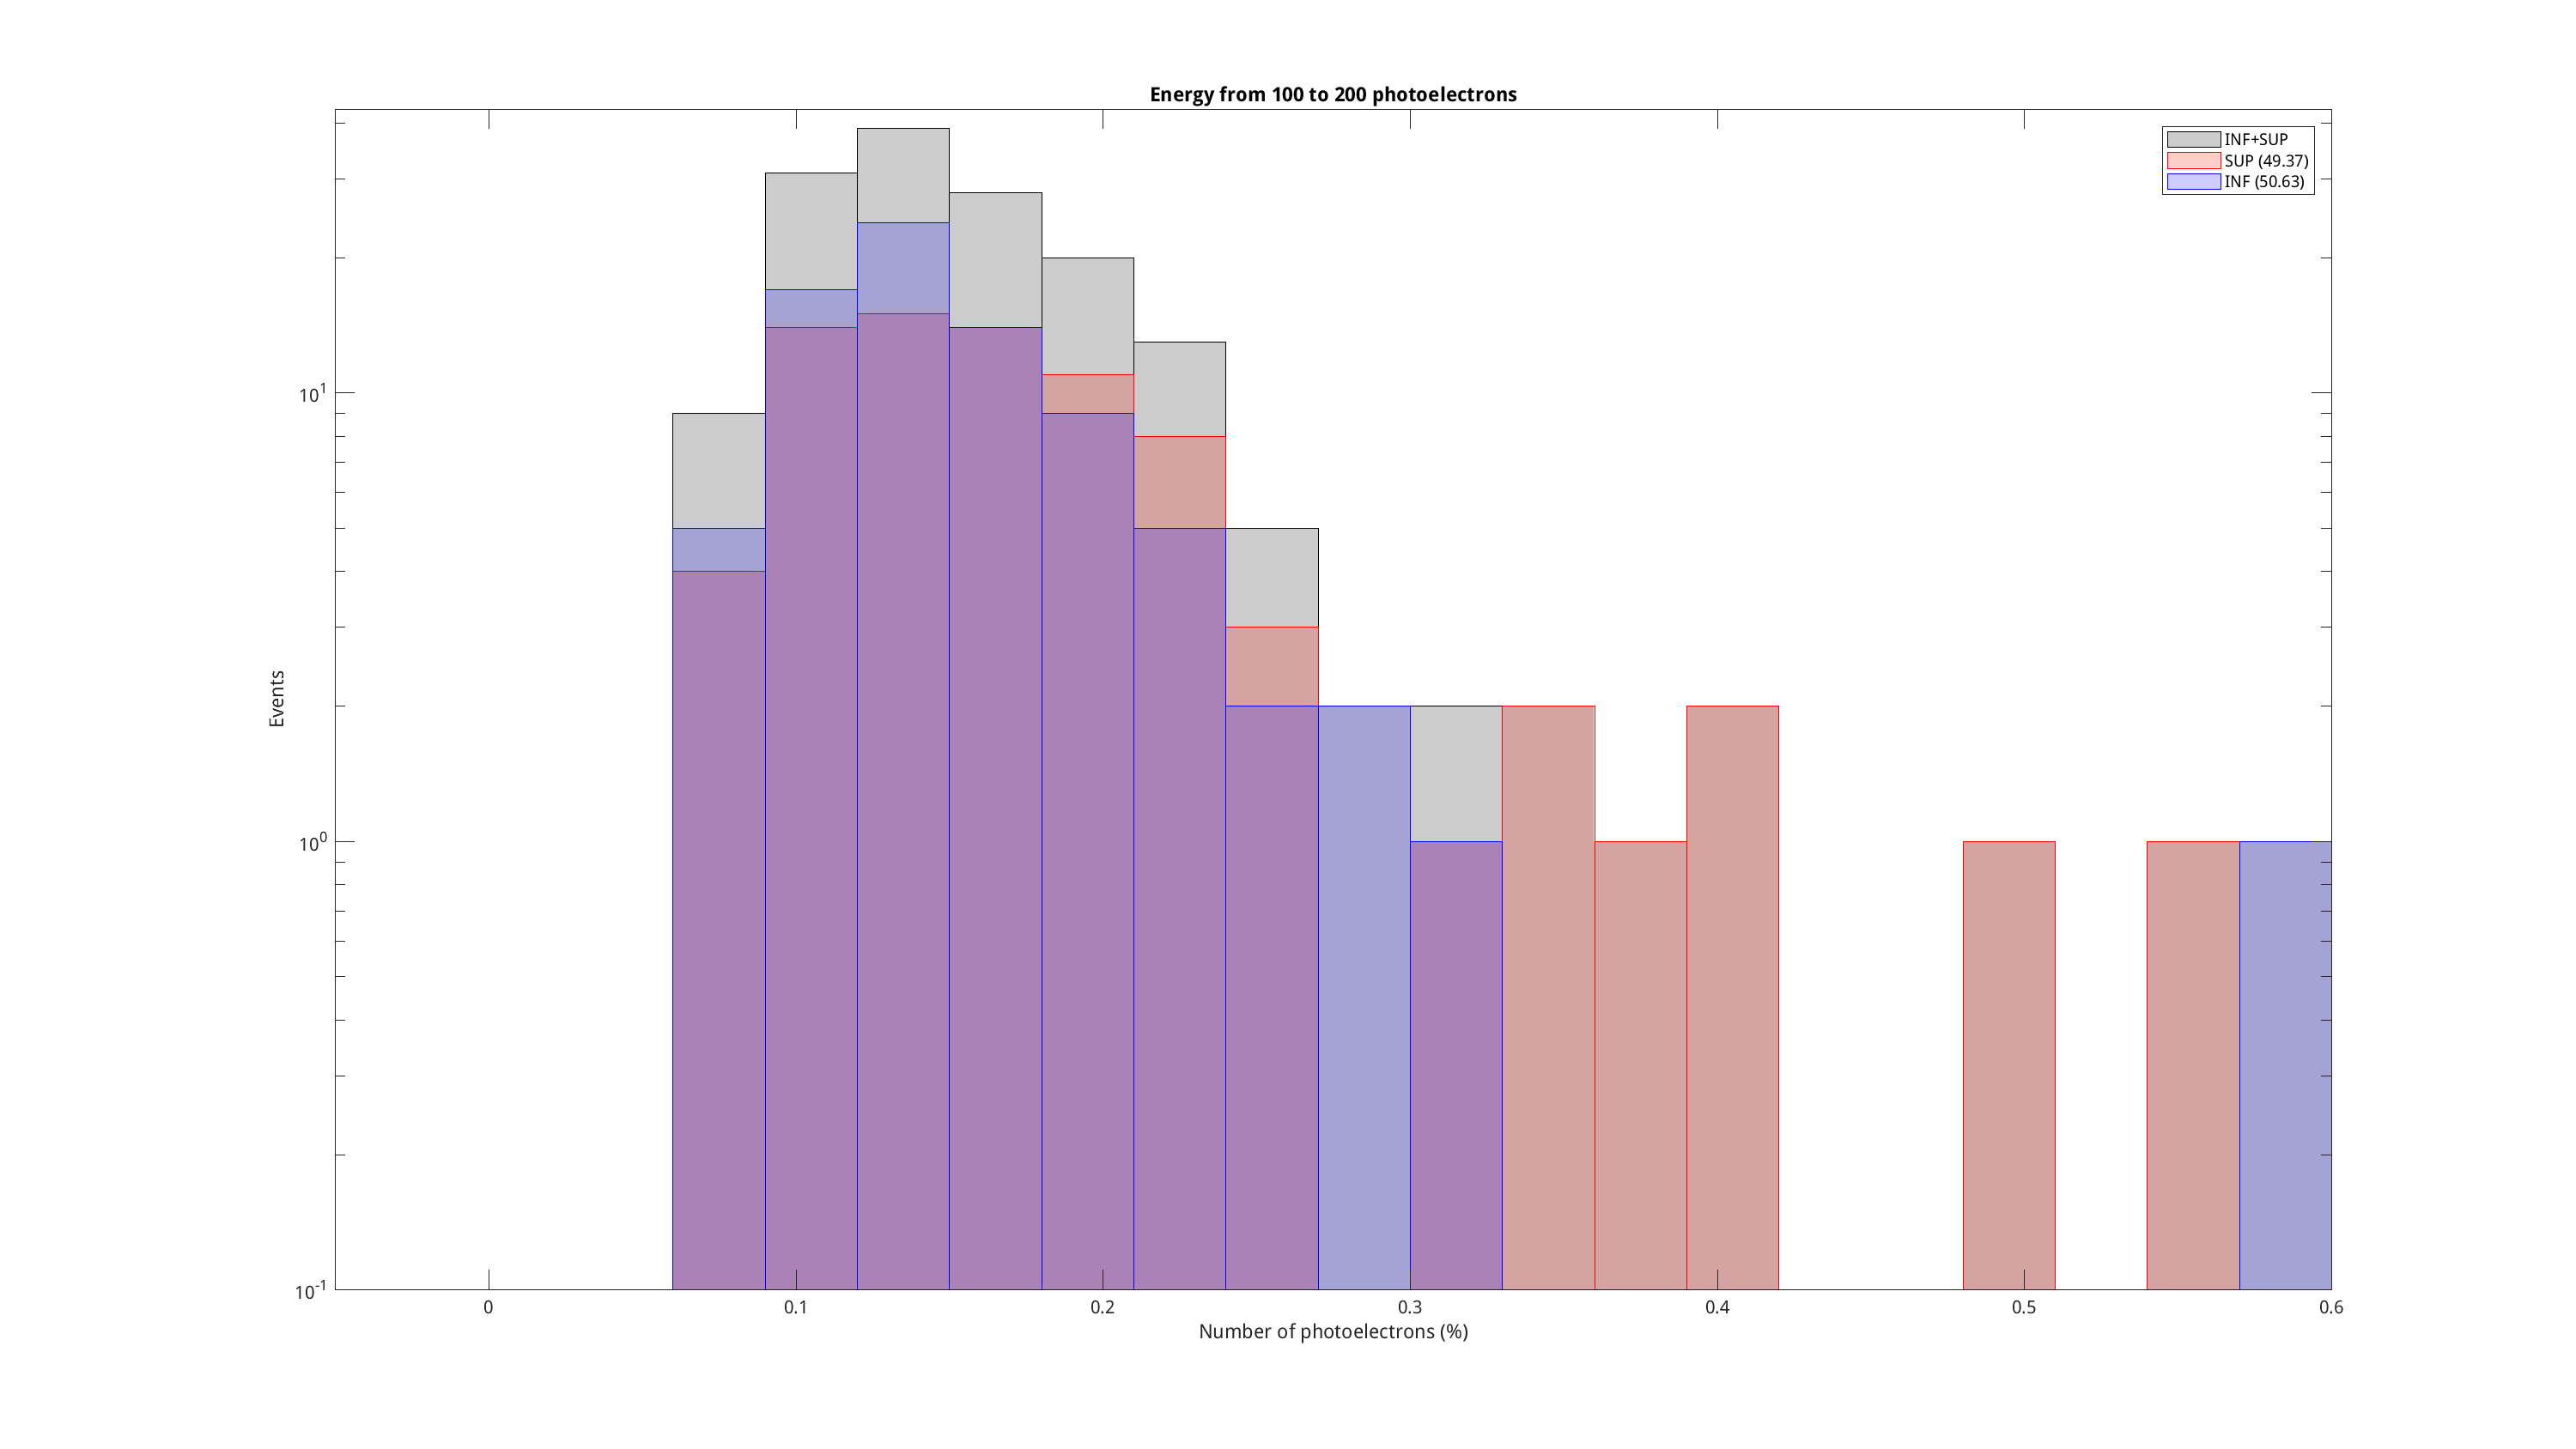 Energy from 100 to 200 photoelectrons
INF+SUP
SUP (49.37)
INF (50.63)
10^1
10^0
10^-1
Events
0 0.1 0.2 0.3 0.4 0.5 0.6
Number of photoelectrons (%)